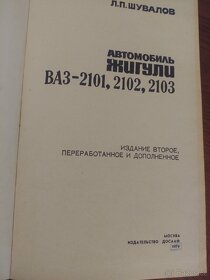 Л.П. ШУВАЛОВ
АВТОМОБИЛЬ
ЖИГУЛИ
ВАЗ-2101, 2102, 2103
ИЗДАНИЕ ВТОРОЕ,
ПЕРЕРАБОТАННОЕ И ДОПОЛНЕННОЕ
МОСКВА
ИЗДАТЕЛЬСТВО ДОСААФ